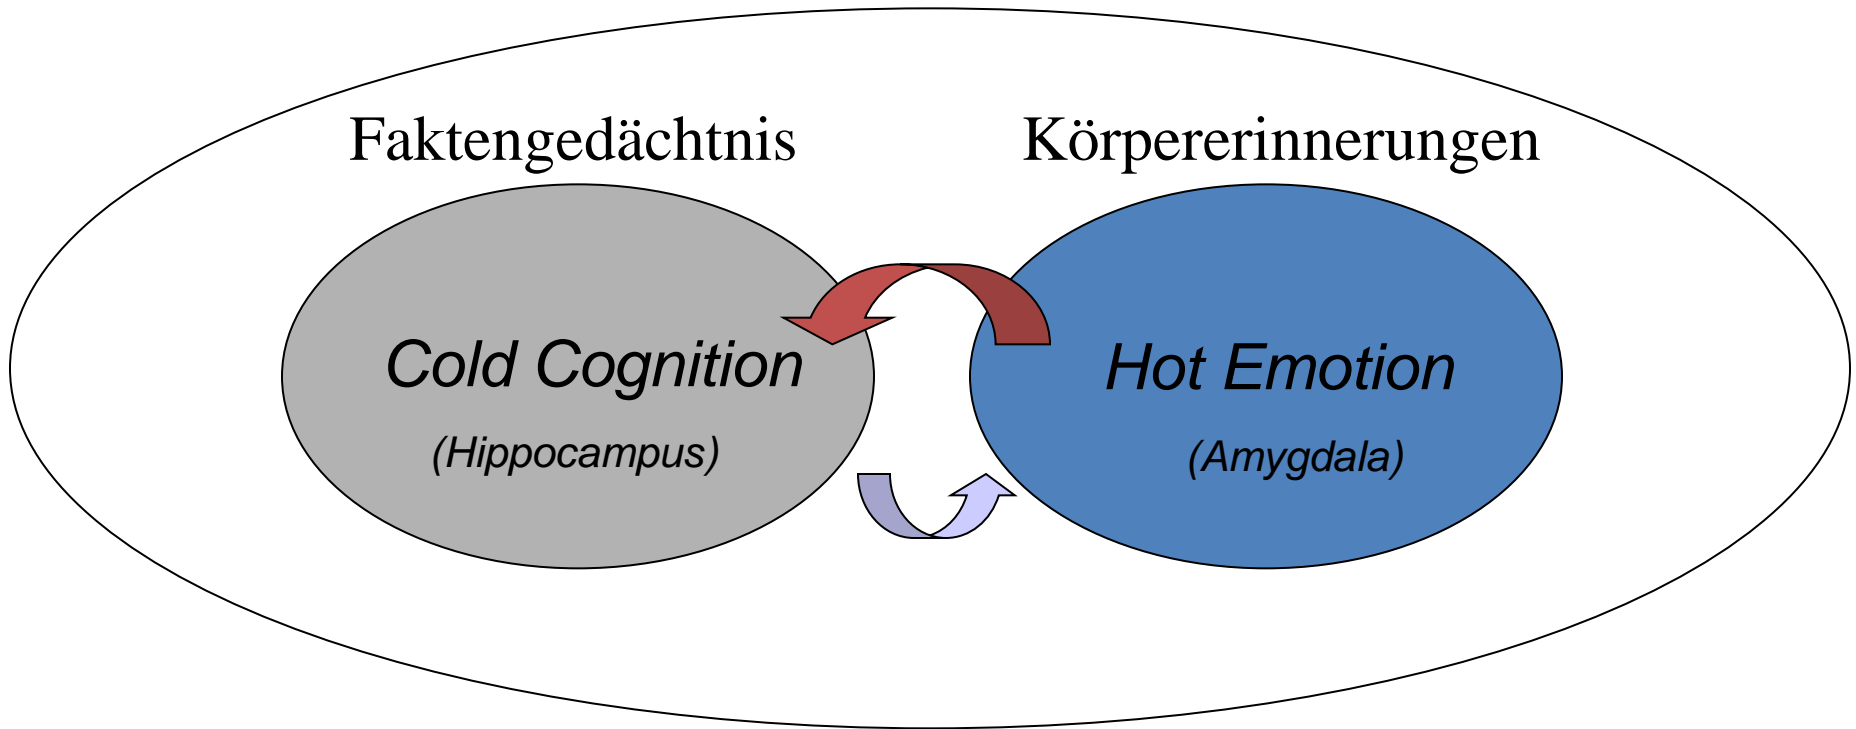 Faktengedächtnis
Körpererinnerungen
Cold Cognition
Hot Emotion
(Hippocampus)
(Amygdala)